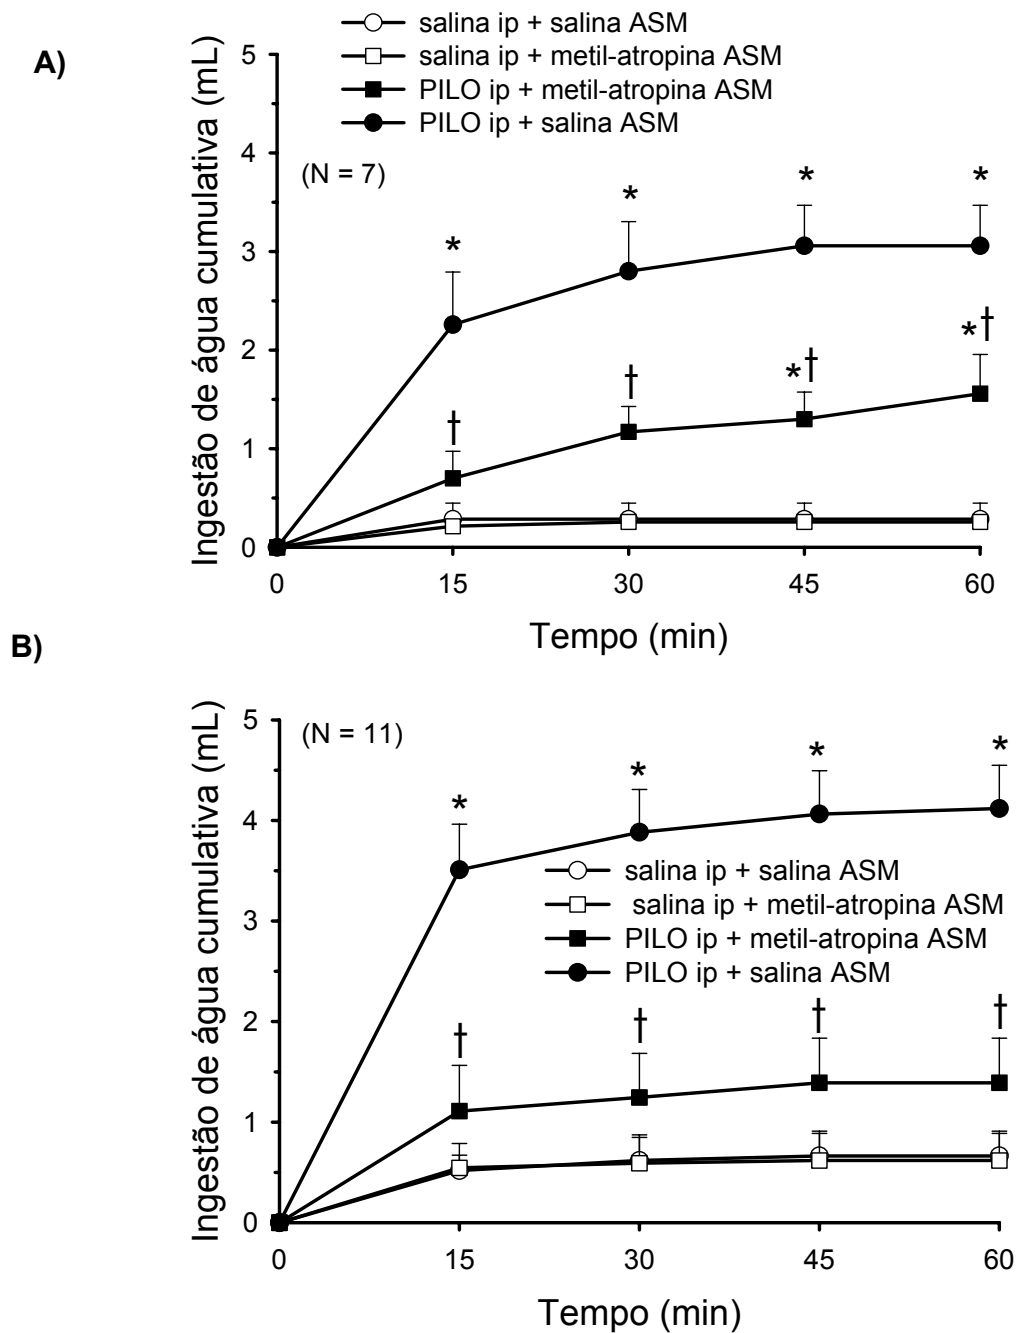 A)
salina ip + salina ASM
salina ip + metil-atropina ASM
PILO ip + metil-atropina ASM
PILO ip + salina ASM
(N = 7)
Ingestão de água cumulativa (mL)
5
4
3
2
1
0
* * * *
† † *† *†
0 15 30 45 60
Tempo (min)
B)
(N = 11)
Ingestão de água cumulativa (mL)
5
4
3
2
1
0
* * * *
salina ip + salina ASM
salina ip + metil-atropina ASM
PILO ip + metil-atropina ASM
PILO ip + salina ASM
† † † †
0 15 30 45 60
Tempo (min)